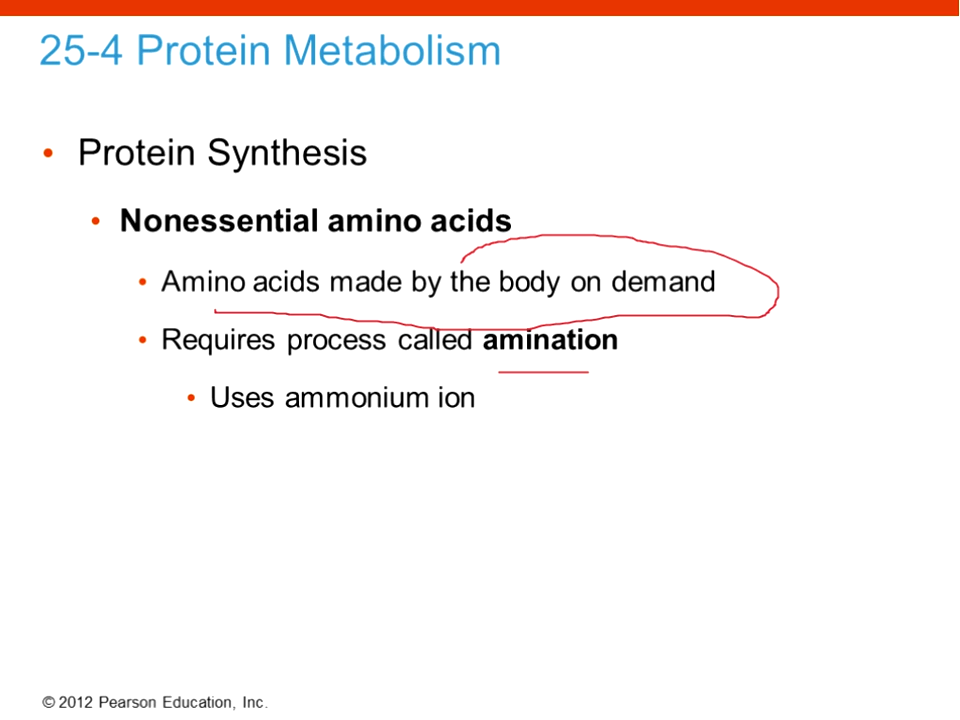 25-4 Protein Metabolism
• Protein Synthesis
• Nonessential amino acids
• Amino acids made by the body on demand
• Requires process called amination
• Uses ammonium ion
© 2012 Pearson Education, Inc.